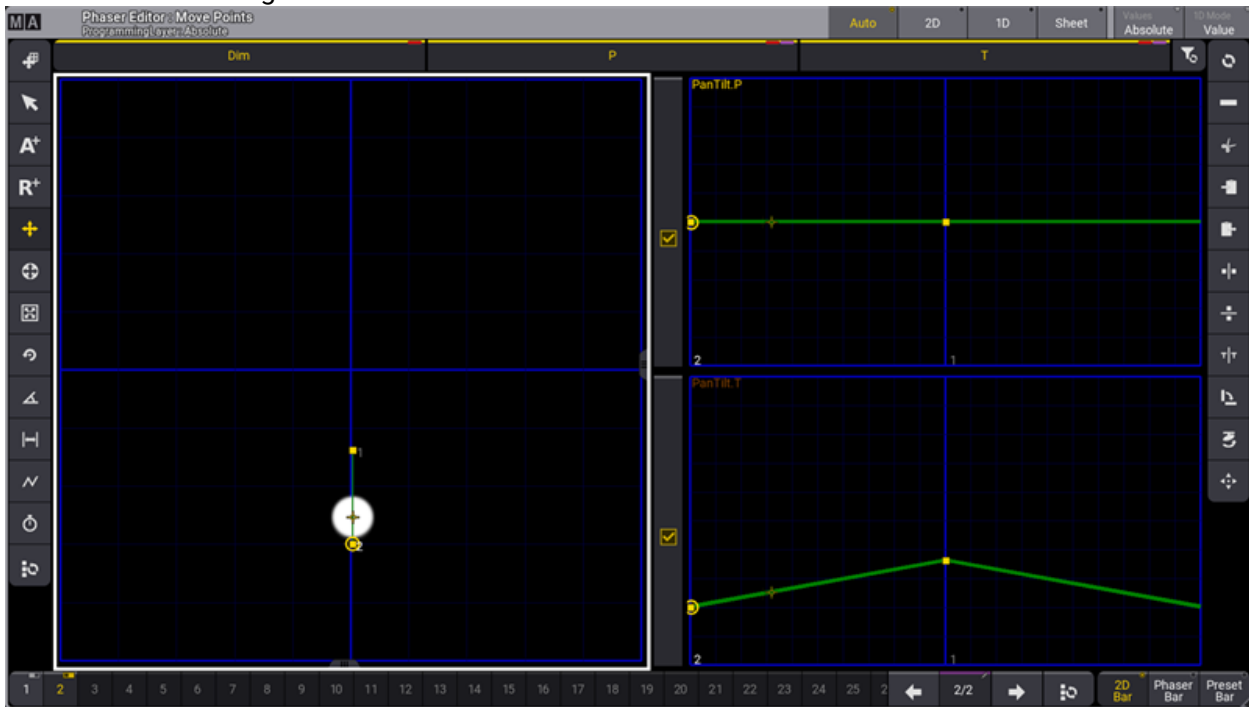 MA
Phaser Editor : Move Points
ProgrammingLayer: Absolute
Auto
2D
1D
Sheet
Values
Absolute
1D Mode
Value
Dim
P
T
A+
R+
PanTilt.P
2
1
1
2
PanTilt.T
2
1
1 2 3 4 5 6 7 8 9 10 11 12 13 14 15 16 17 18 19 20 21 22 23 24 25 2
2/2
2D
Bar
Phaser
Bar
Preset
Bar